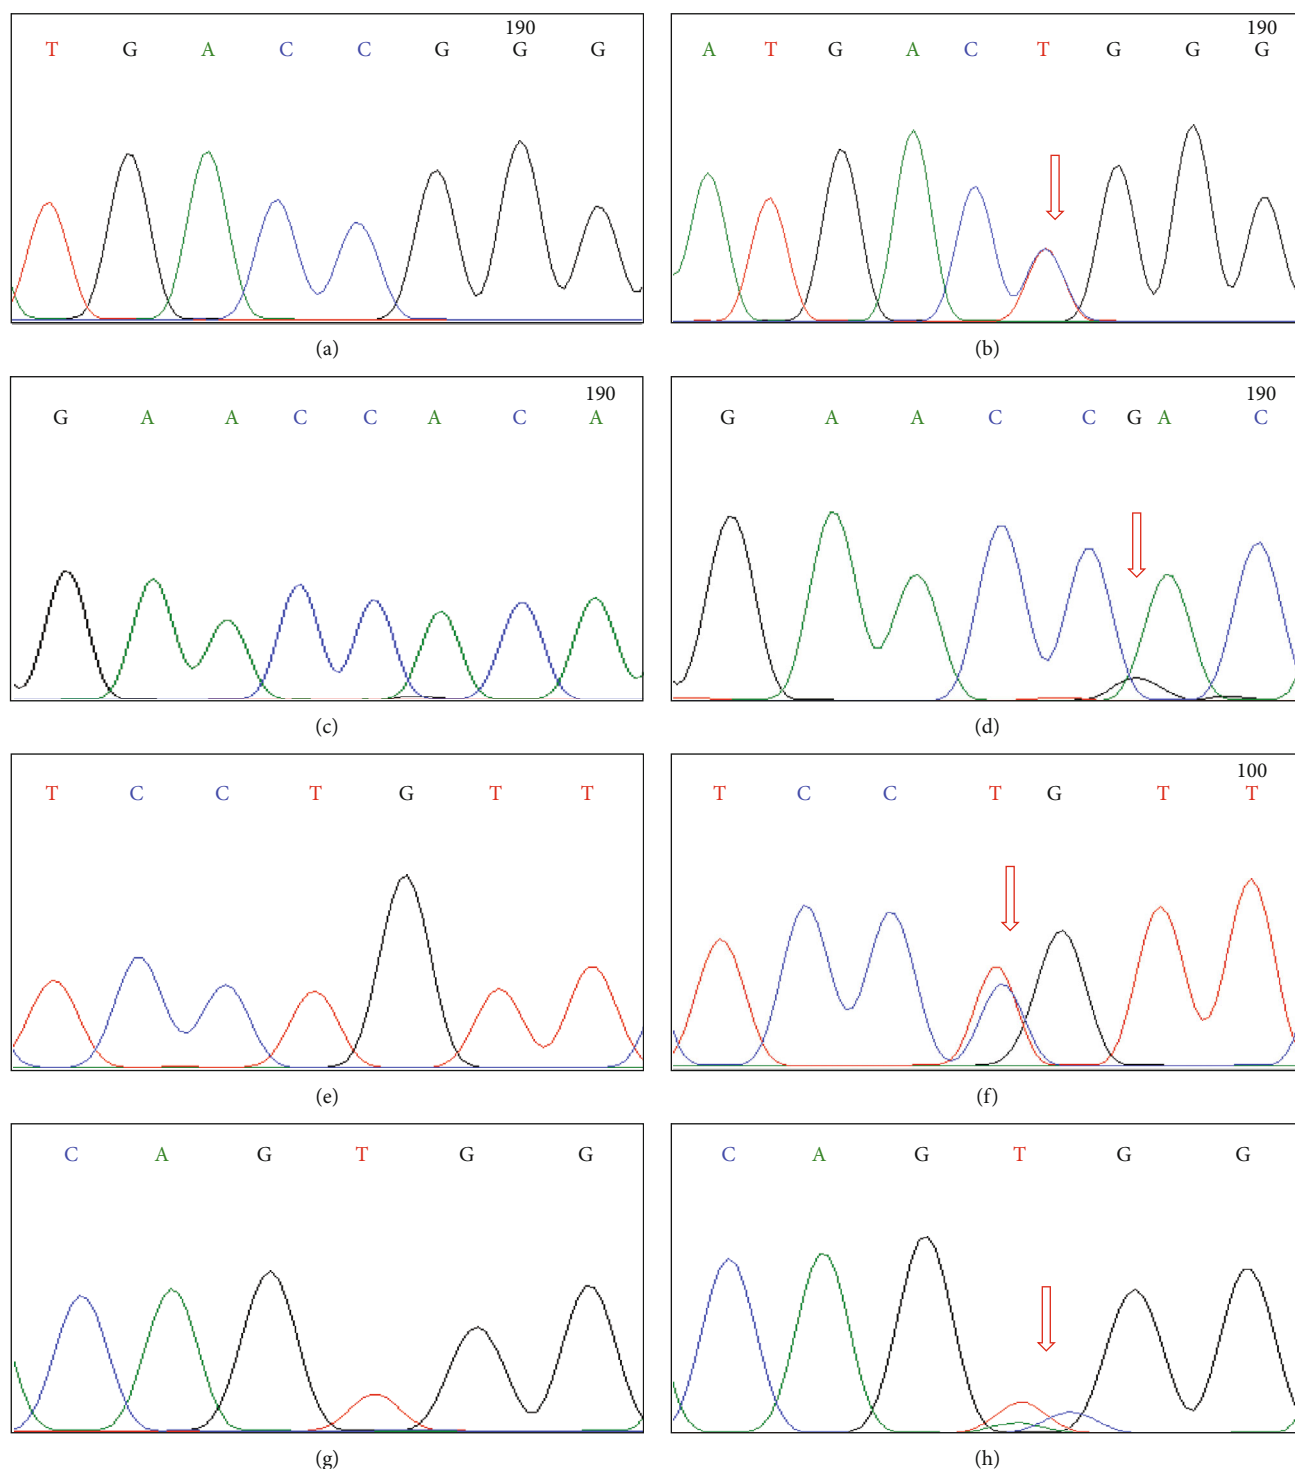 190
T G A C C G G G
(a)
190
A T G A C T G G G
(b)
190
G A A C C A C A
(c)
190
G A A C C G A C
(d)
T C C T G T T
(e)
100
T C C T G T T
(f)
C A G T G G
(g)
C A G T G G
(h)